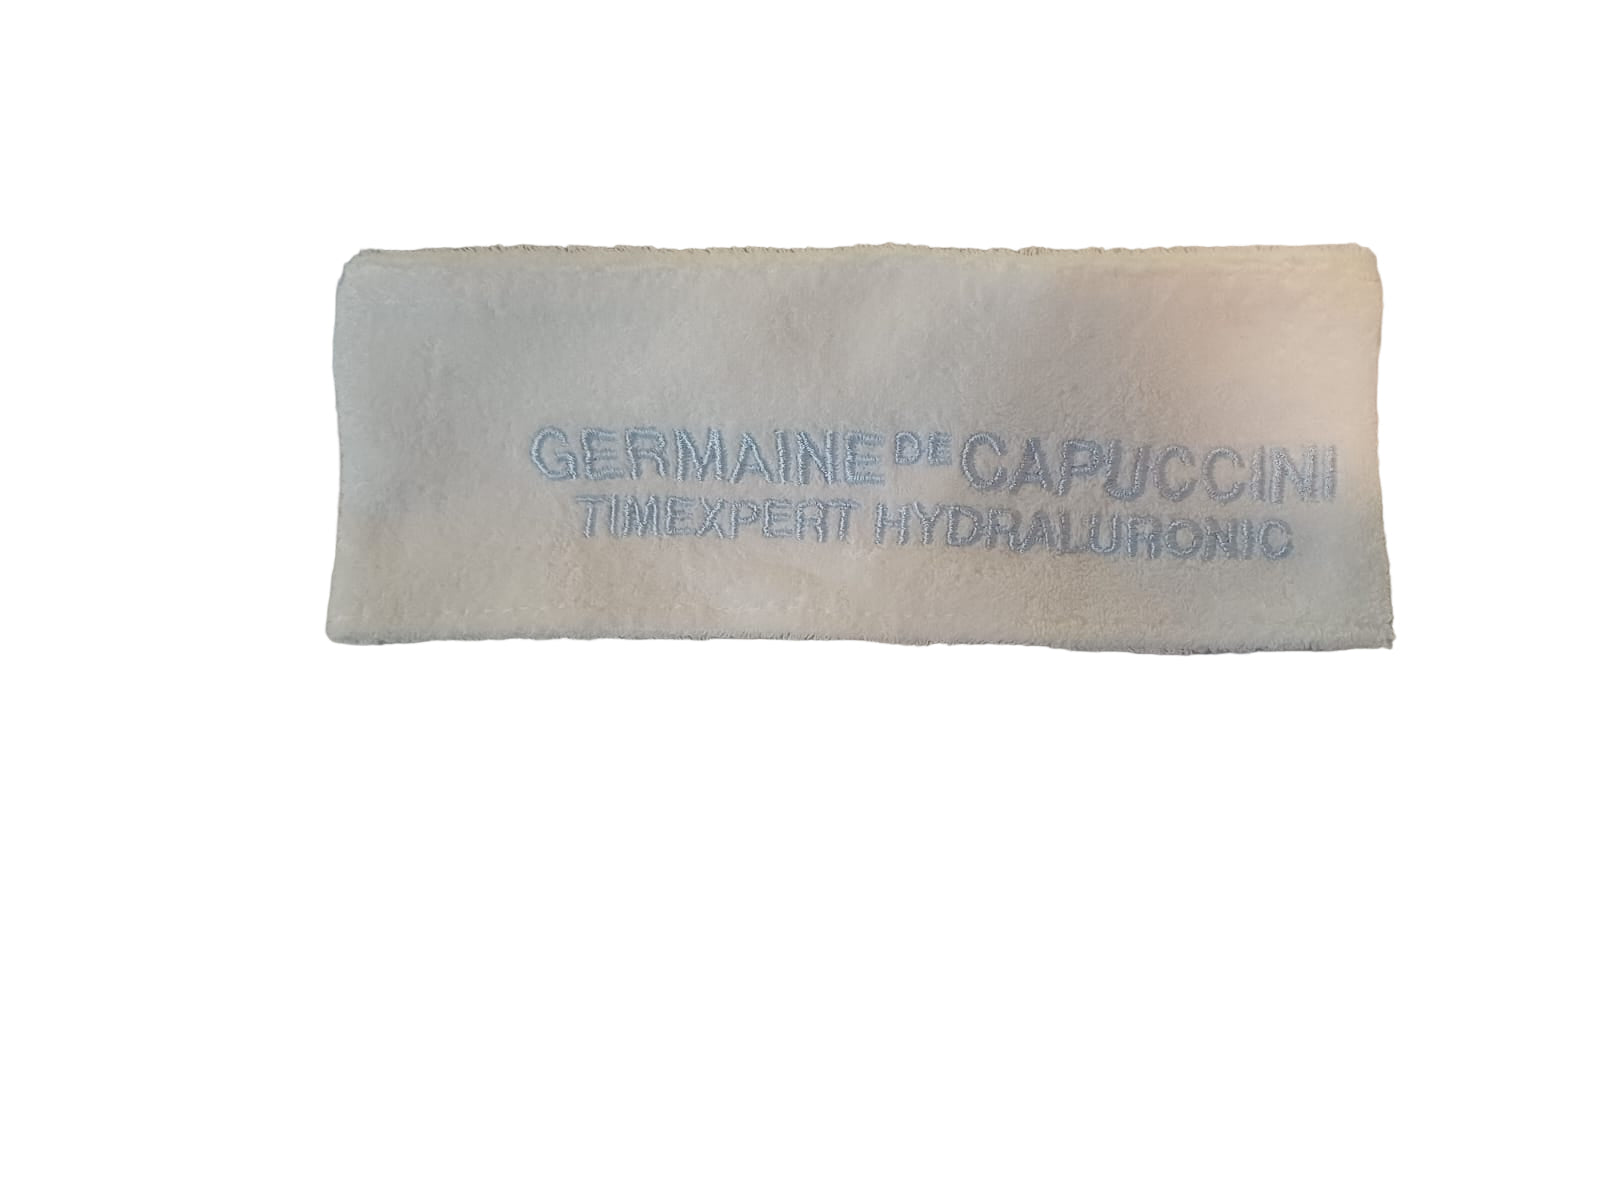 GERMAINE DE CAPUCCINI
TIMEXPERT HYDRALURONIC